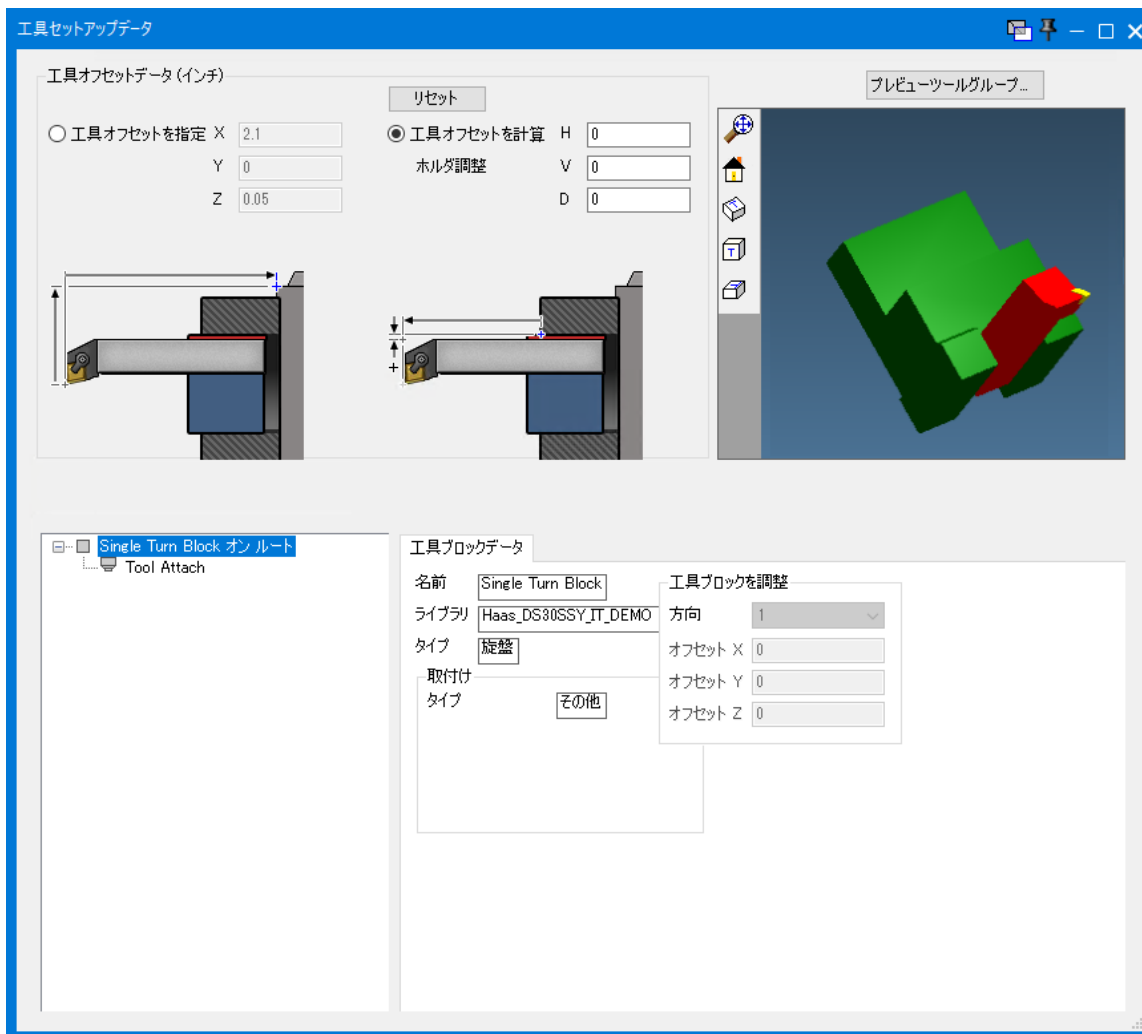 工具セットアップデータ
工具オフセットデータ (インチ)
リセット
プレビューツールグループ...
工具オフセットを指定 X 2.1
Y 0
Z 0.05
工具オフセットを計算 H 0
ホルダ調整 V 0
D 0
+
T
Single Turn Block オン ルート
Tool Attach
工具ブロックデータ
名前 Single Turn Block
ライブラリ Haas_DS30SSY_IT_DEMO
タイプ 旋盤
取付け
タイプ その他
工具ブロックを調整
方向 1
オフセット X 0
オフセット Y 0
オフセット Z 0